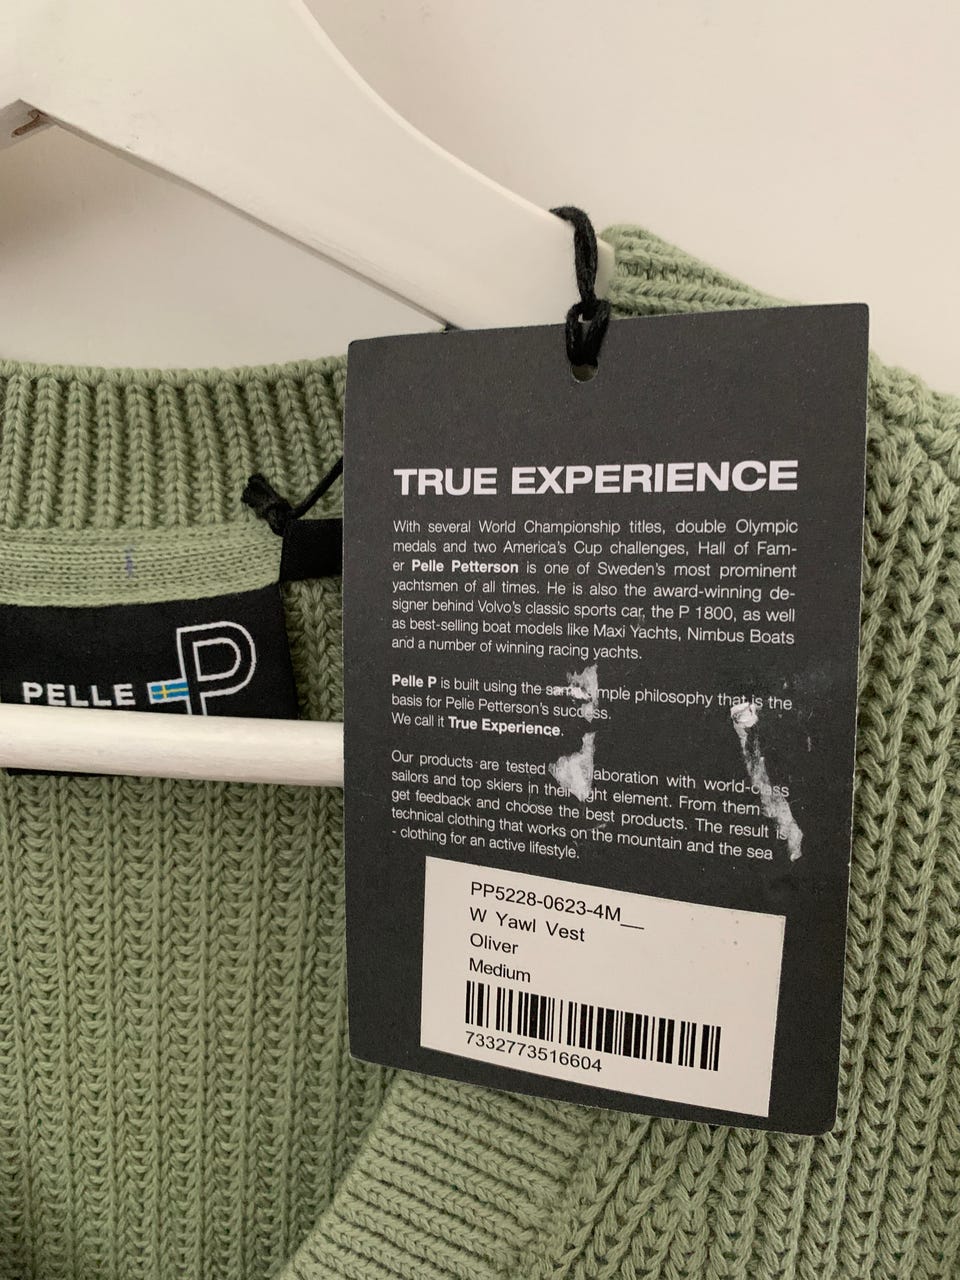 TRUE EXPERIENCE
With several World Championship titles, double Olympic
medals and two America's Cup challenges, Hall of Fam-
er Pelle Petterson is one of Sweden's most prominent
yachtsmen of all times. He is also the award-winning de-
signer behind Volvo's classic sports car, the P 1800, as well
as best-selling boat models like Maxi Yachts, Nimbus Boats
and a number of winning racing yachts.
Pelle P is built using the same simple philosophy that is the
basis for Pelle Petterson's success.
We call it True Experience.
Our products are tested aboration with world-class
sailors and top skiers in their right element. From them
get feedback and choose the best products. The result is
technical clothing that works on the mountain and the sea
- clothing for an active lifestyle.
PP5228-0623-4M__
W Yawl Vest
Oliver
Medium
7332773516604
PELLE P